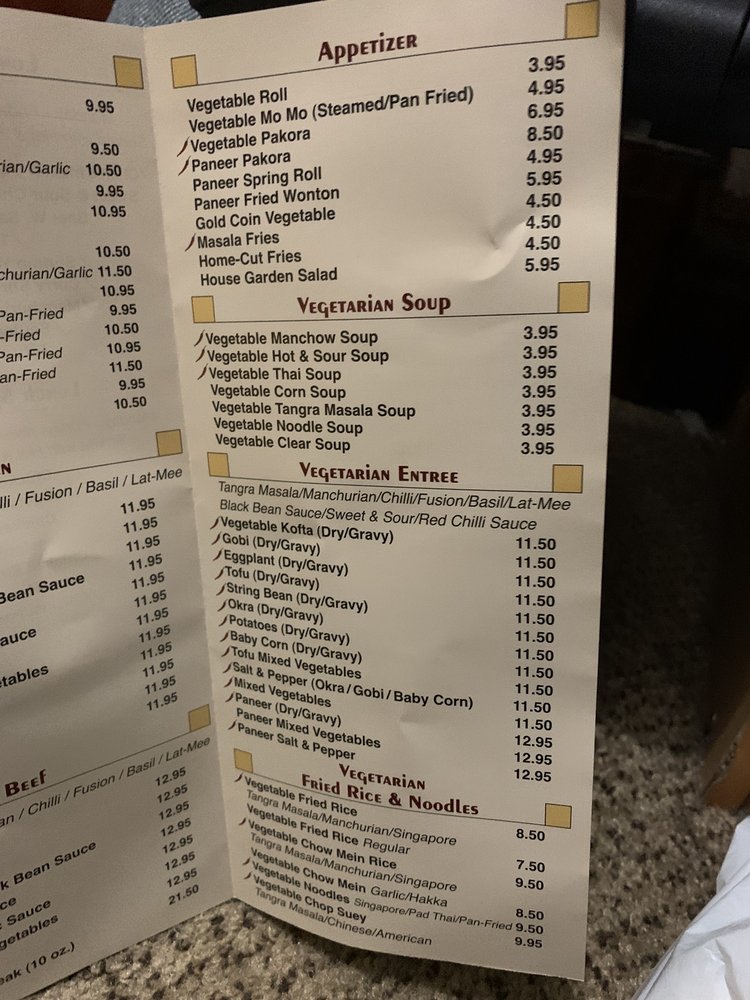 9.95
9.50
rian/Garlic 10.50
9.95
10.95
10.50
churian/Garlic 11.50
10.95
Pan-Fried 9.95
-Fried 10.50
Pan-Fried 10.95
an-Fried 11.50
9.95
10.50
N
lli / Fusion / Basil / Lat-Mee
11.95
11.95
11.95
11.95
Bean Sauce 11.95
11.95
auce 11.95
11.95
etables 11.95
11.95
11.95
Beef
an / Chilli / Fusion / Basil / Lat-Mee
12.95
12.95
12.95
12.95
k Bean Sauce 12.95
ce 12.95
Sauce 21.50
getables
eak (10 oz.)
Appetizer
Vegetable Roll 3.95
Vegetable Mo Mo (Steamed/Pan Fried) 4.95
Vegetable Pakora 6.95
Paneer Pakora 8.50
Paneer Spring Roll 4.95
Paneer Fried Wonton 5.95
Gold Coin Vegetable 4.50
Masala Fries 4.50
Home-Cut Fries 4.50
House Garden Salad 5.95
Vegetarian Soup
Vegetable Manchow Soup 3.95
Vegetable Hot & Sour Soup 3.95
Vegetable Thai Soup 3.95
Vegetable Corn Soup 3.95
Vegetable Tangra Masala Soup 3.95
Vegetable Noodle Soup 3.95
Vegetable Clear Soup 3.95
Vegetarian Entree
Tangra Masala/Manchurian/Chilli/Fusion/Basil/Lat-Mee
Black Bean Sauce/Sweet & Sour/Red Chilli Sauce
Vegetable Kofta (Dry/Gravy) 11.50
Gobi (Dry/Gravy) 11.50
Eggplant (Dry/Gravy) 11.50
Tofu (Dry/Gravy) 11.50
String Bean (Dry/Gravy) 11.50
Okra (Dry/Gravy) 11.50
Potatoes (Dry/Gravy) 11.50
Baby Corn (Dry/Gravy) 11.50
Tofu Mixed Vegetables 11.50
Salt & Pepper (Okra / Gobi / Baby Corn) 11.50
Mixed Vegetables 11.50
Paneer (Dry/Gravy) 12.95
Paneer Mixed Vegetables 12.95
Paneer Salt & Pepper 12.95
Vegetarian
Fried Rice & Noodles
Vegetable Fried Rice
Tangra Masala/Manchurian/Singapore 8.50
Vegetable Fried Rice Regular 7.50
Vegetable Chow Mein Rice
Tangra Masala/Manchurian/Singapore 9.50
Vegetable Chow Mein Garlic/Hakka 8.50
Vegetable Noodles Singapore/Pad Thai/Pan-Fried 9.50
Vegetable Chop Suey 9.95
Tangra Masala/Chinese/American